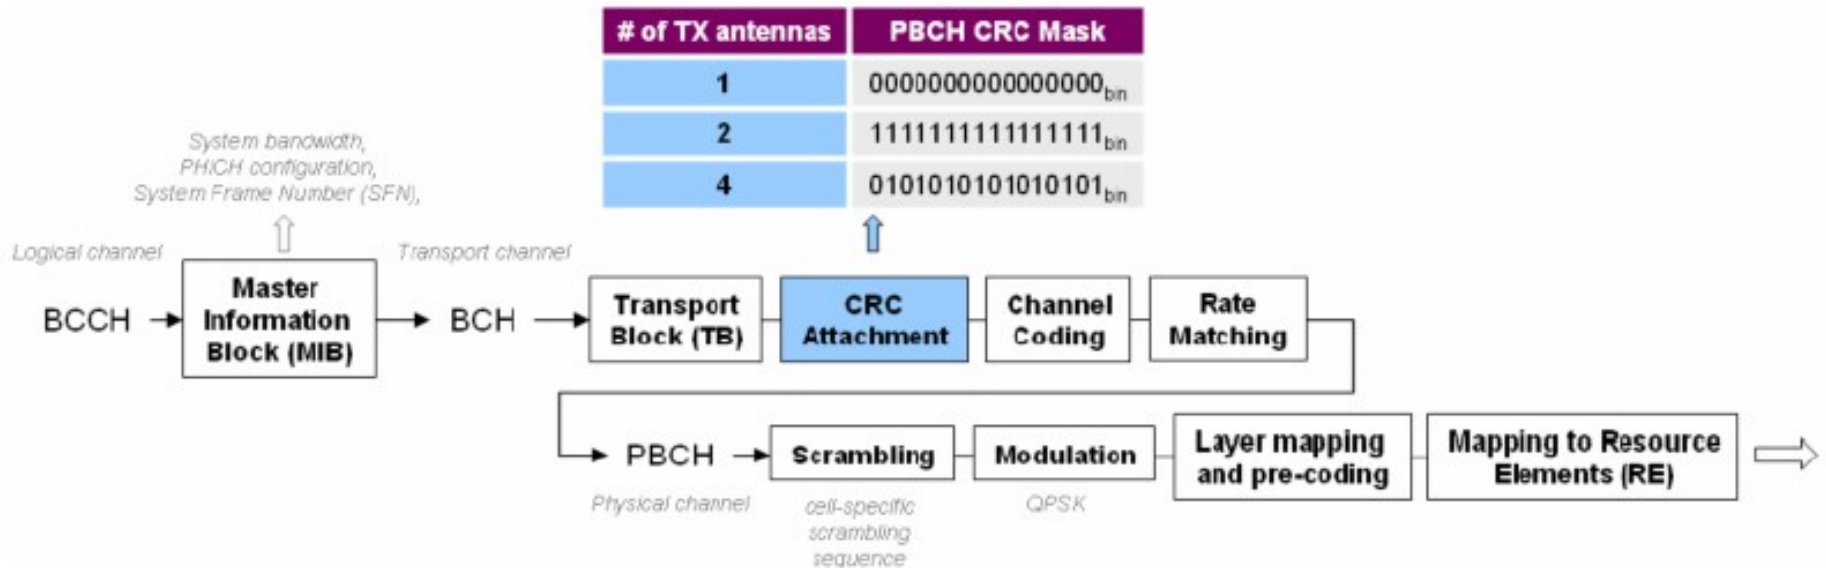 # of TX antennas PBCH CRC Mask
1 0000000000000000bin
2 1111111111111111bin
4 0101010101010101bin
System bandwidth,
PHICH configuration,
System Frame Number (SFN),
Logical channel
Transport channel
BCCH
Master
Information
Block (MIB)
BCH
Transport
Block (TB)
CRC
Attachment
Channel
Coding
Rate
Matching
PBCH
Physical channel
Scrambling
cell-specific
scrambling
sequence
Modulation
QPSK
Layer mapping
and pre-coding
Mapping to Resource
Elements (RE)